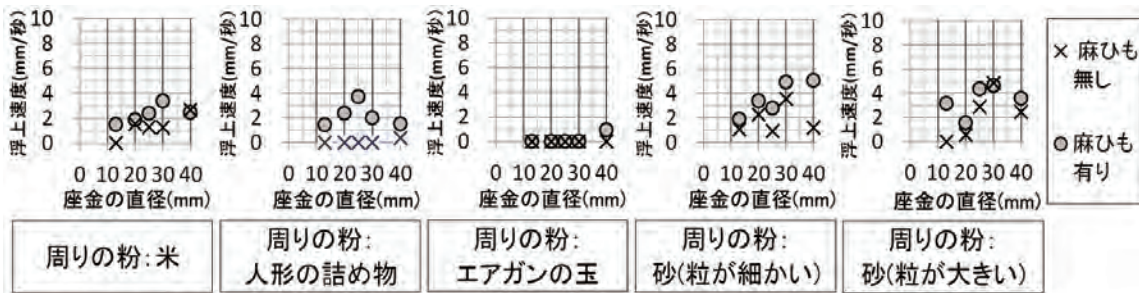 浮上速度(mm/秒)
10
8
6
4
2
0
0 10 20 30 40
座金の直径(mm)
周りの粉:米
浮上速度(mm/秒)
10
8
6
4
2
0
0 10 20 30 40
座金の直径(mm)
周りの粉:
人形の詰め物
浮上速度(mm/秒)
10
8
6
4
2
0
0 10 20 30 40
座金の直径(mm)
周りの粉:
エアガンの玉
浮上速度(mm/秒)
10
8
6
4
2
0
0 10 20 30 40
座金の直径(mm)
周りの粉:
砂(粒が細かい)
浮上速度(mm/秒)
10
8
6
4
2
0
0 10 20 30 40
座金の直径(mm)
周りの粉:
砂(粒が大きい)
× 麻ひも
無し
麻ひも
有り